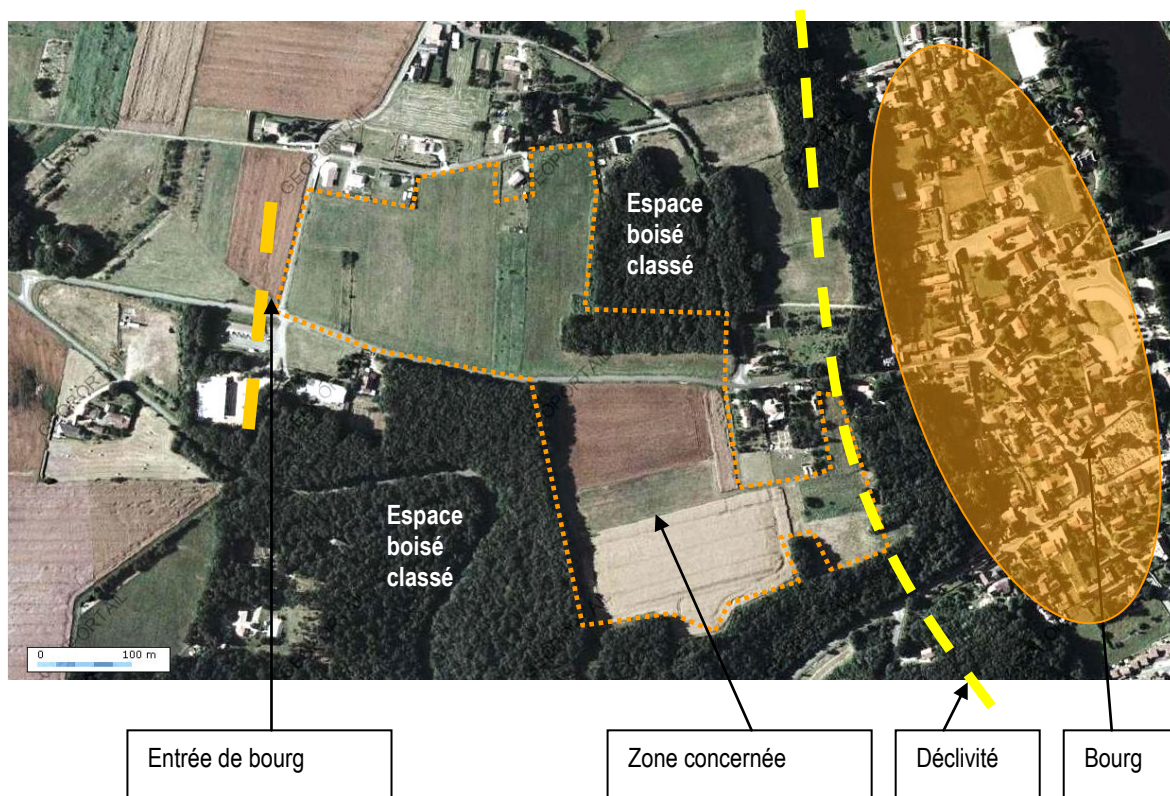 Espace
boisé
classé
Espace
boisé
classé
0 100 m
Entrée de bourg
Zone concernée
Déclivité
Bourg